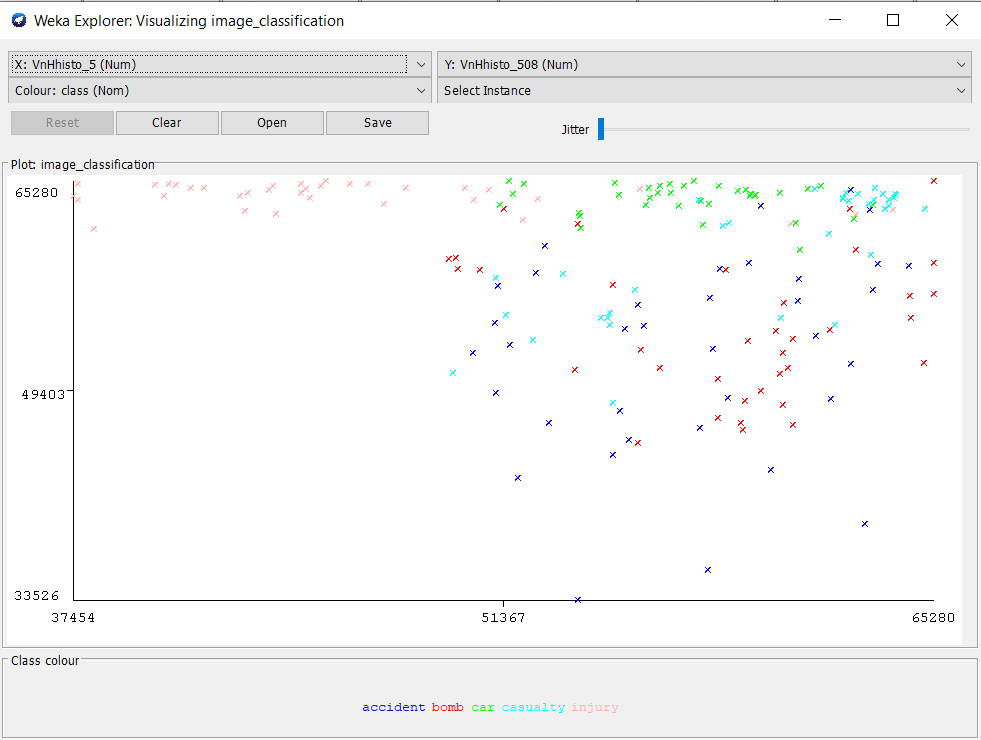 Weka Explorer: Visualizing image_classification
X: VnHhisto_5 (Num) Y: VnHhisto_508 (Num)
Colour: class (Nom) Select Instance
Reset Clear Open Save Jitter
Plot: image_classification
65280
49403
33526
37454 51367 65280
Class colour
accident bomb car casualty injury